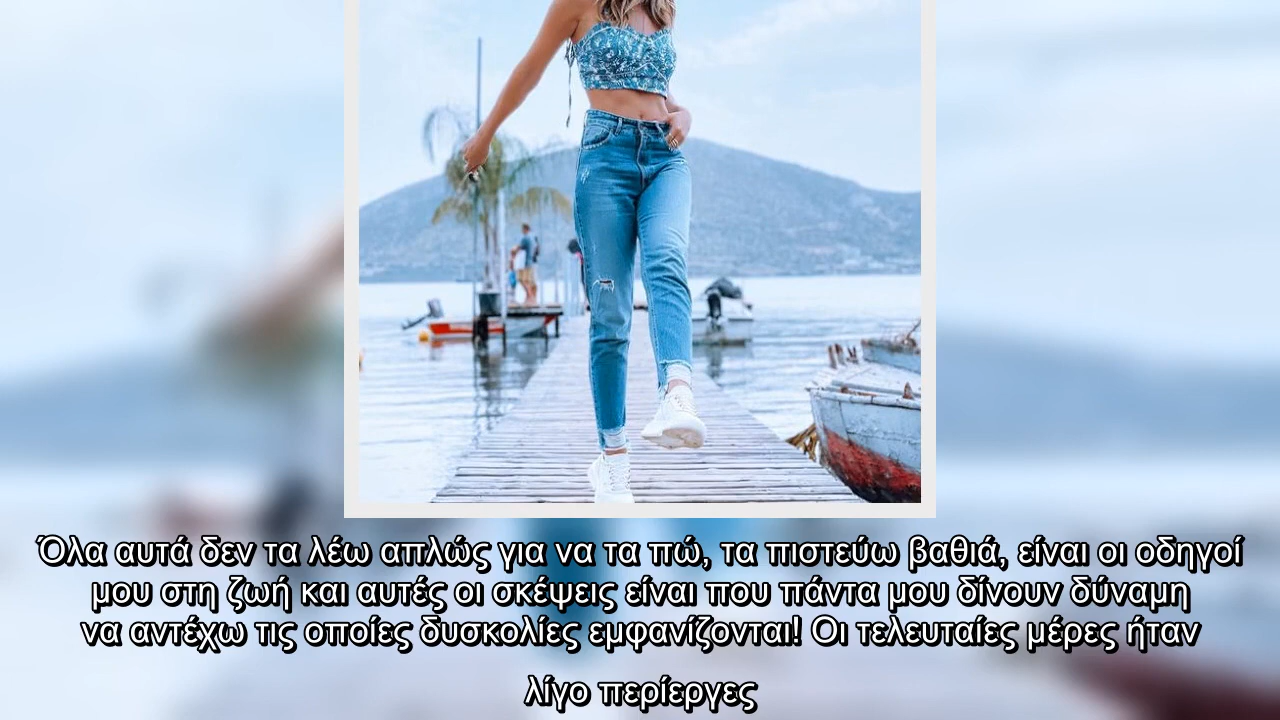 Όλα αυτά δεν τα λέω απλώς για να τα πώ, τα πιστεύω βαθιά, είναι οι οδηγοί
μου στη ζωή και αυτές οι σκέψεις είναι που πάντα μου δίνουν δύναμη
να αντέχω τις οποίες δυσκολίες εμφανίζονται! Οι τελευταίες μέρες ήταν
λίγο περίεργες